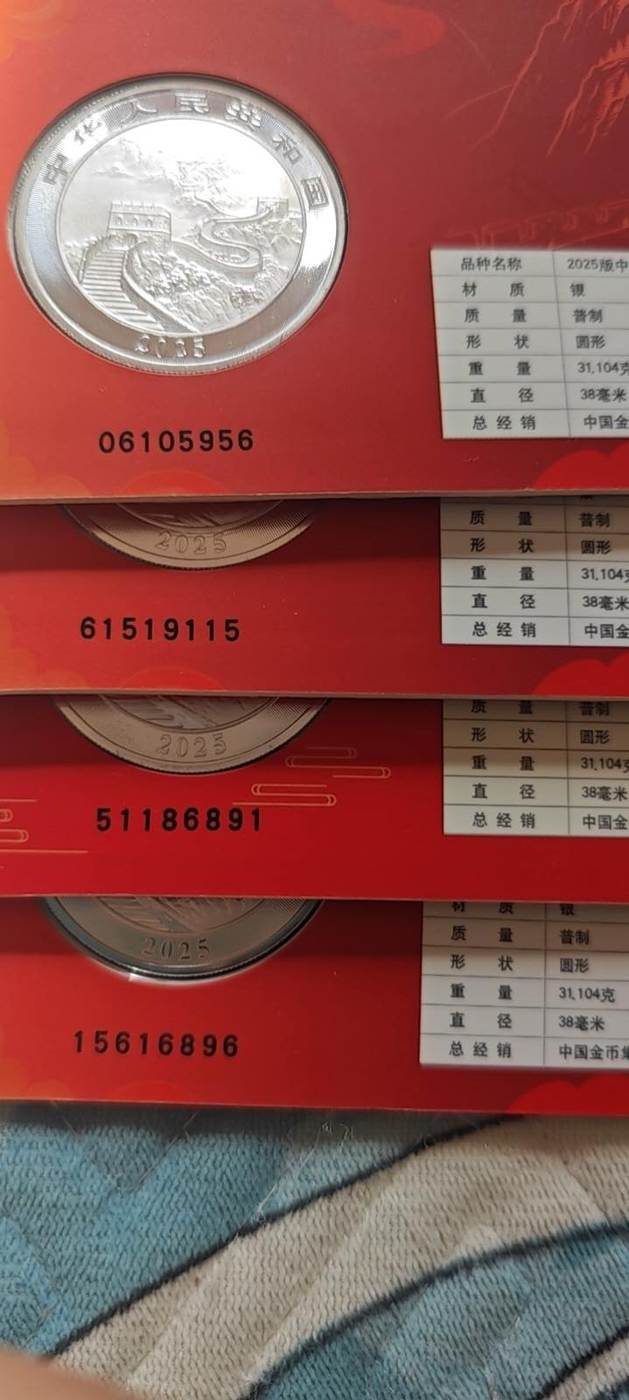 中华人民共和国
2025
品种名称 2025版中
材质 银
质量 普制
形状 圆形
重量 31.104克
直径 38毫米
总经销 中国金
06105956
2025
质量 普制
形状 圆形
重量 31.104克
直径 38毫米
总经销 中国金
61519115
2025
质量 普制
形状 圆形
重量 31.104克
直径 38毫米
总经销 中国金
51186891
2025
材质 银
质量 普制
形状 圆形
重量 31.104克
直径 38毫米
总经销 中国金币集
15616896